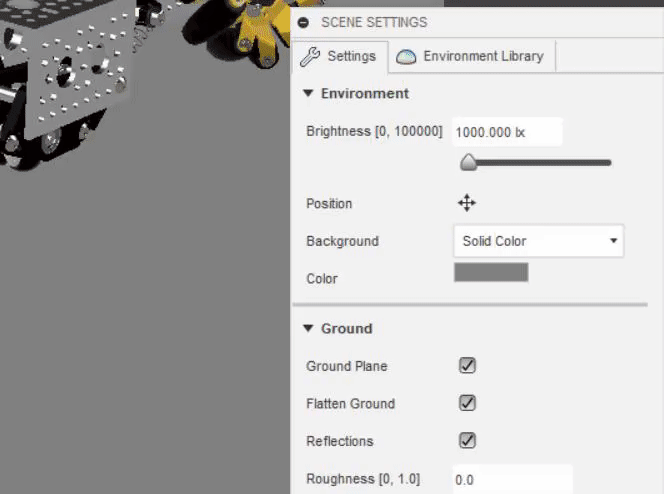 SCENE SETTINGS
Settings
Environment Library
Environment
Brightness [0, 100000] 1000.000 lx
Position
Background Solid Color
Color
Ground
Ground Plane
Flatten Ground
Reflections
Roughness [0, 1.0] 0.0